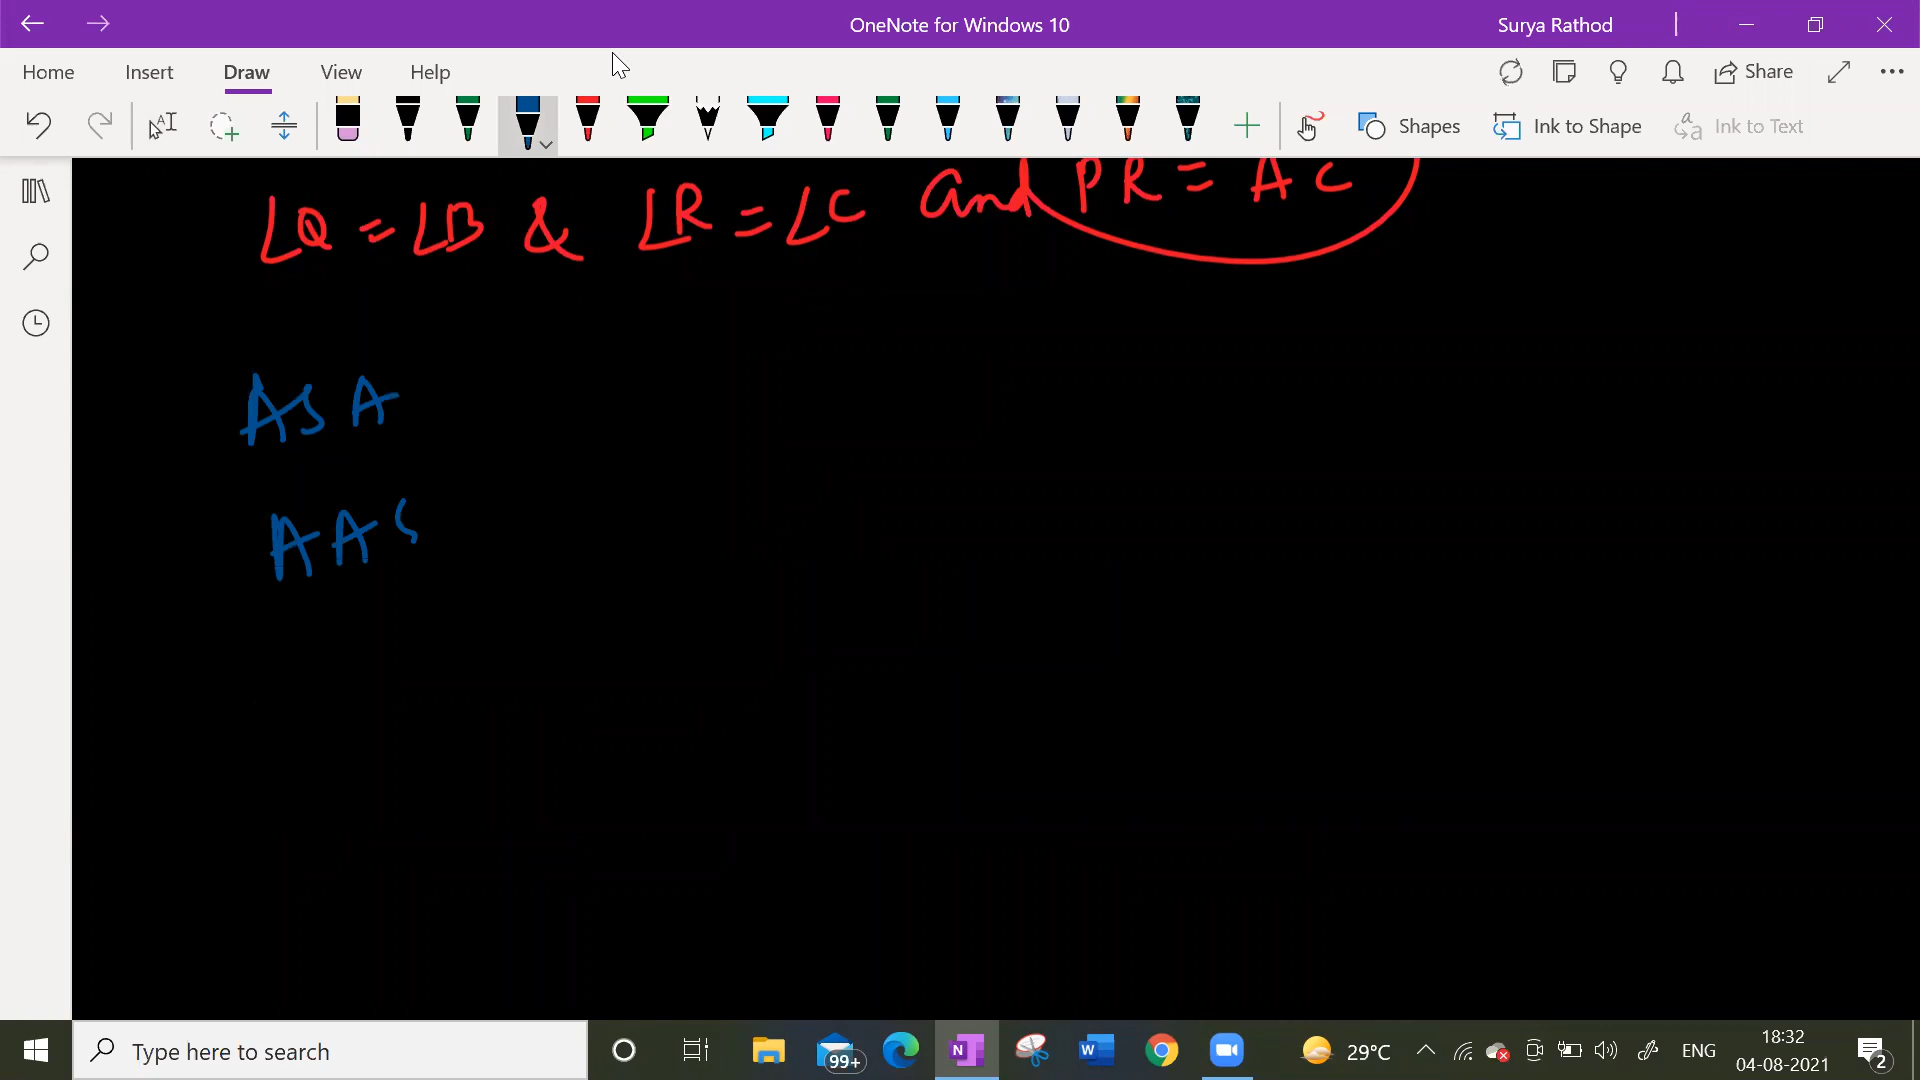 OneNote for Windows 10 Surya Rathod
Home Insert Draw View Help Share
Shapes Ink to Shape Ink to Text
∠Q = ∠B & ∠R = ∠C and PR = AC
ASA
AAS
Type here to search 99+ 29°C ENG 18:32
04-08-2021 2